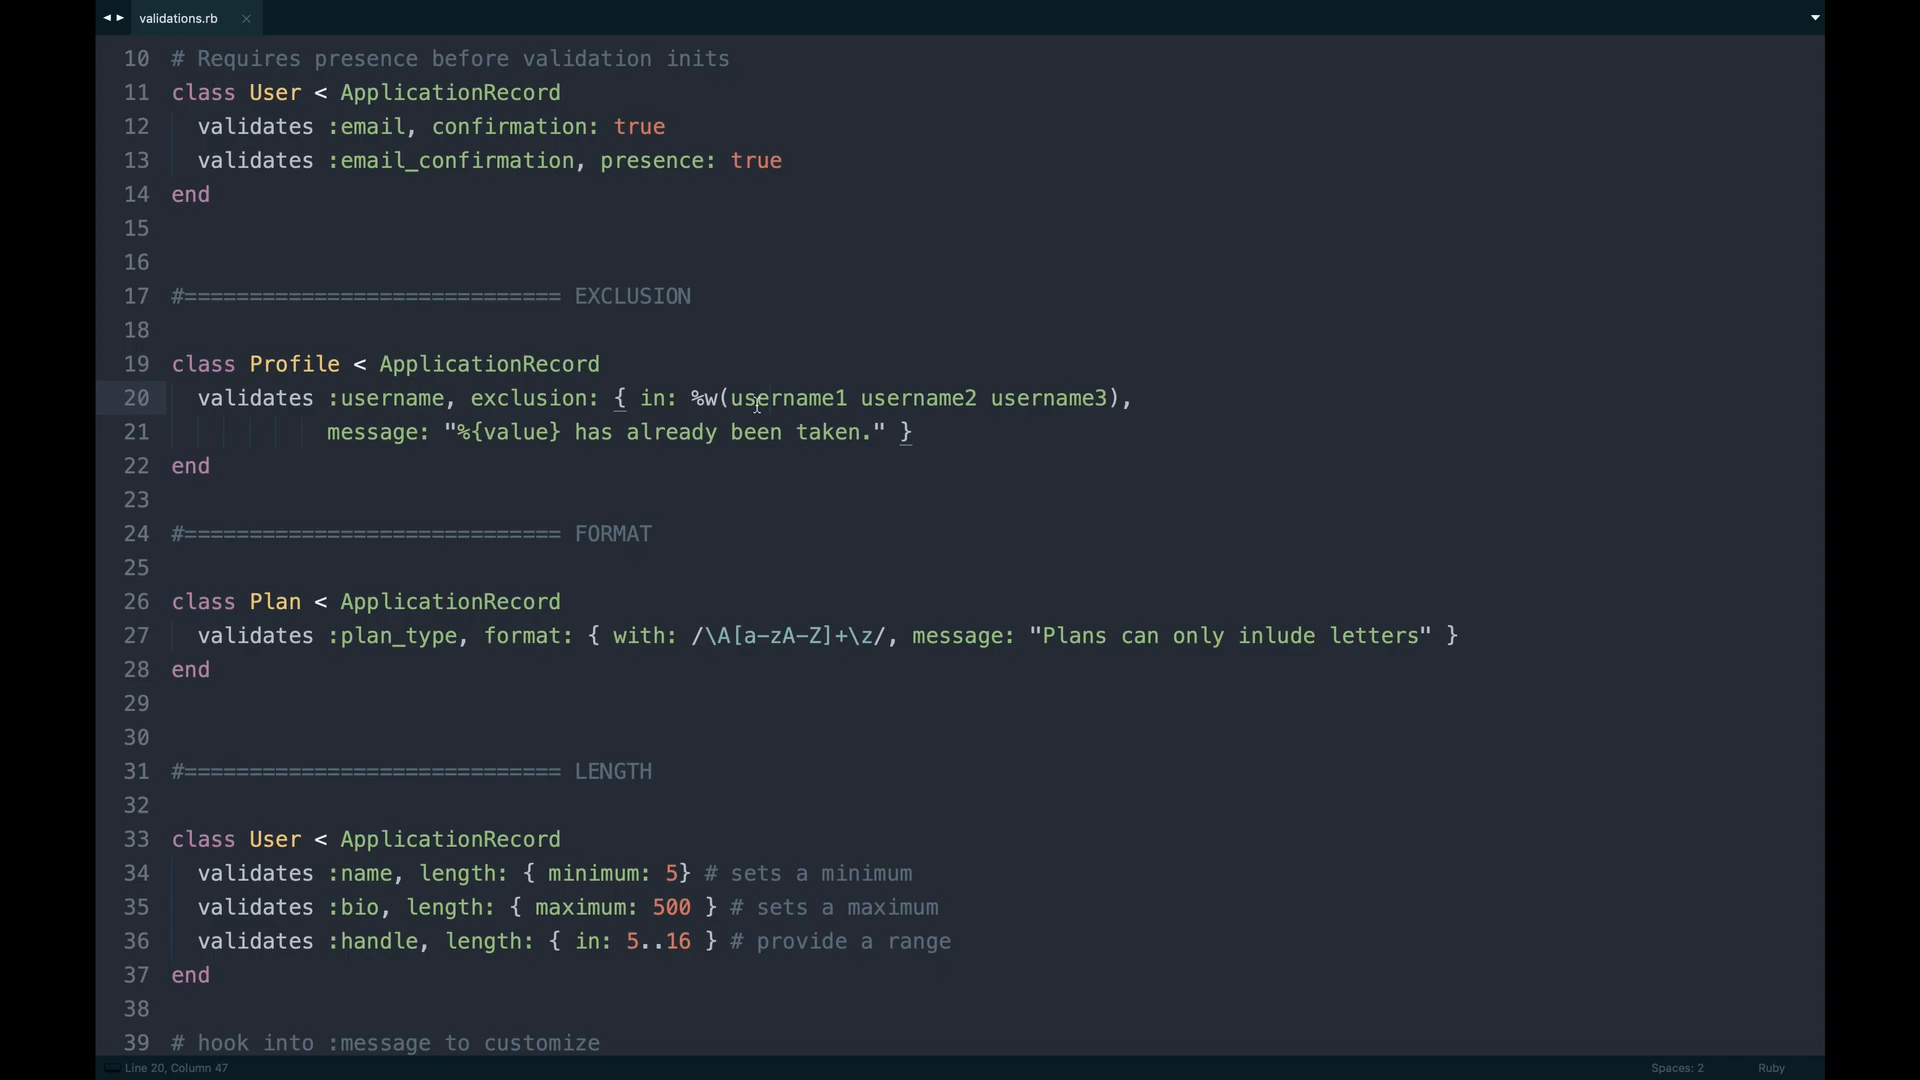 validations.rb
10 # Requires presence before validation inits
11 class User < ApplicationRecord
12   validates :email, confirmation: true
13   validates :email_confirmation, presence: true
14 end
15
16
17 #============================= EXCLUSION
18
19 class Profile < ApplicationRecord
20   validates :username, exclusion: { in: %w(username1 username2 username3),
21             message: "%{value} has already been taken." }
22 end
23
24 #============================= FORMAT
25
26 class Plan < ApplicationRecord
27   validates :plan_type, format: { with: /\A[a-zA-Z]+\z/, message: "Plans can only inlude letters" }
28 end
29
30
31 #============================= LENGTH
32
33 class User < ApplicationRecord
34   validates :name, length: { minimum: 5} # sets a minimum
35   validates :bio, length: { maximum: 500 } # sets a maximum
36   validates :handle, length: { in: 5..16 } # provide a range
37 end
38
39 # hook into :message to customize
Line 20, Column 47 Spaces: 2 Ruby